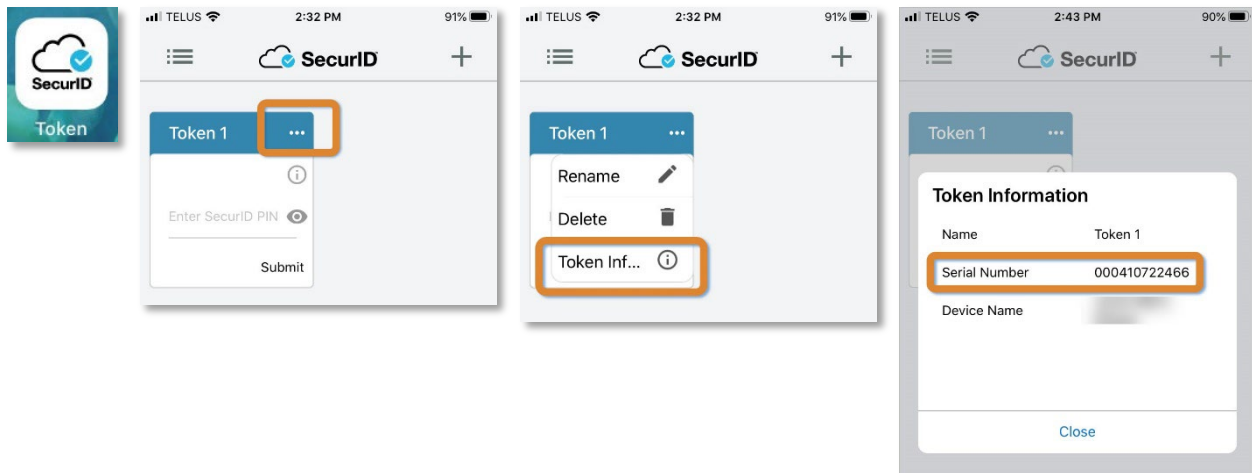 SecurID
Token
TELUS 2:32 PM 91%
SecurID
Token 1 ...
Enter SecurID PIN
Submit
TELUS 2:32 PM 91%
SecurID
Token 1 ...
Rename
Delete
Token Inf...
TELUS 2:43 PM 90%
SecurID
Token 1 ...
Token Information
Name Token 1
Serial Number 000410722466
Device Name
Close